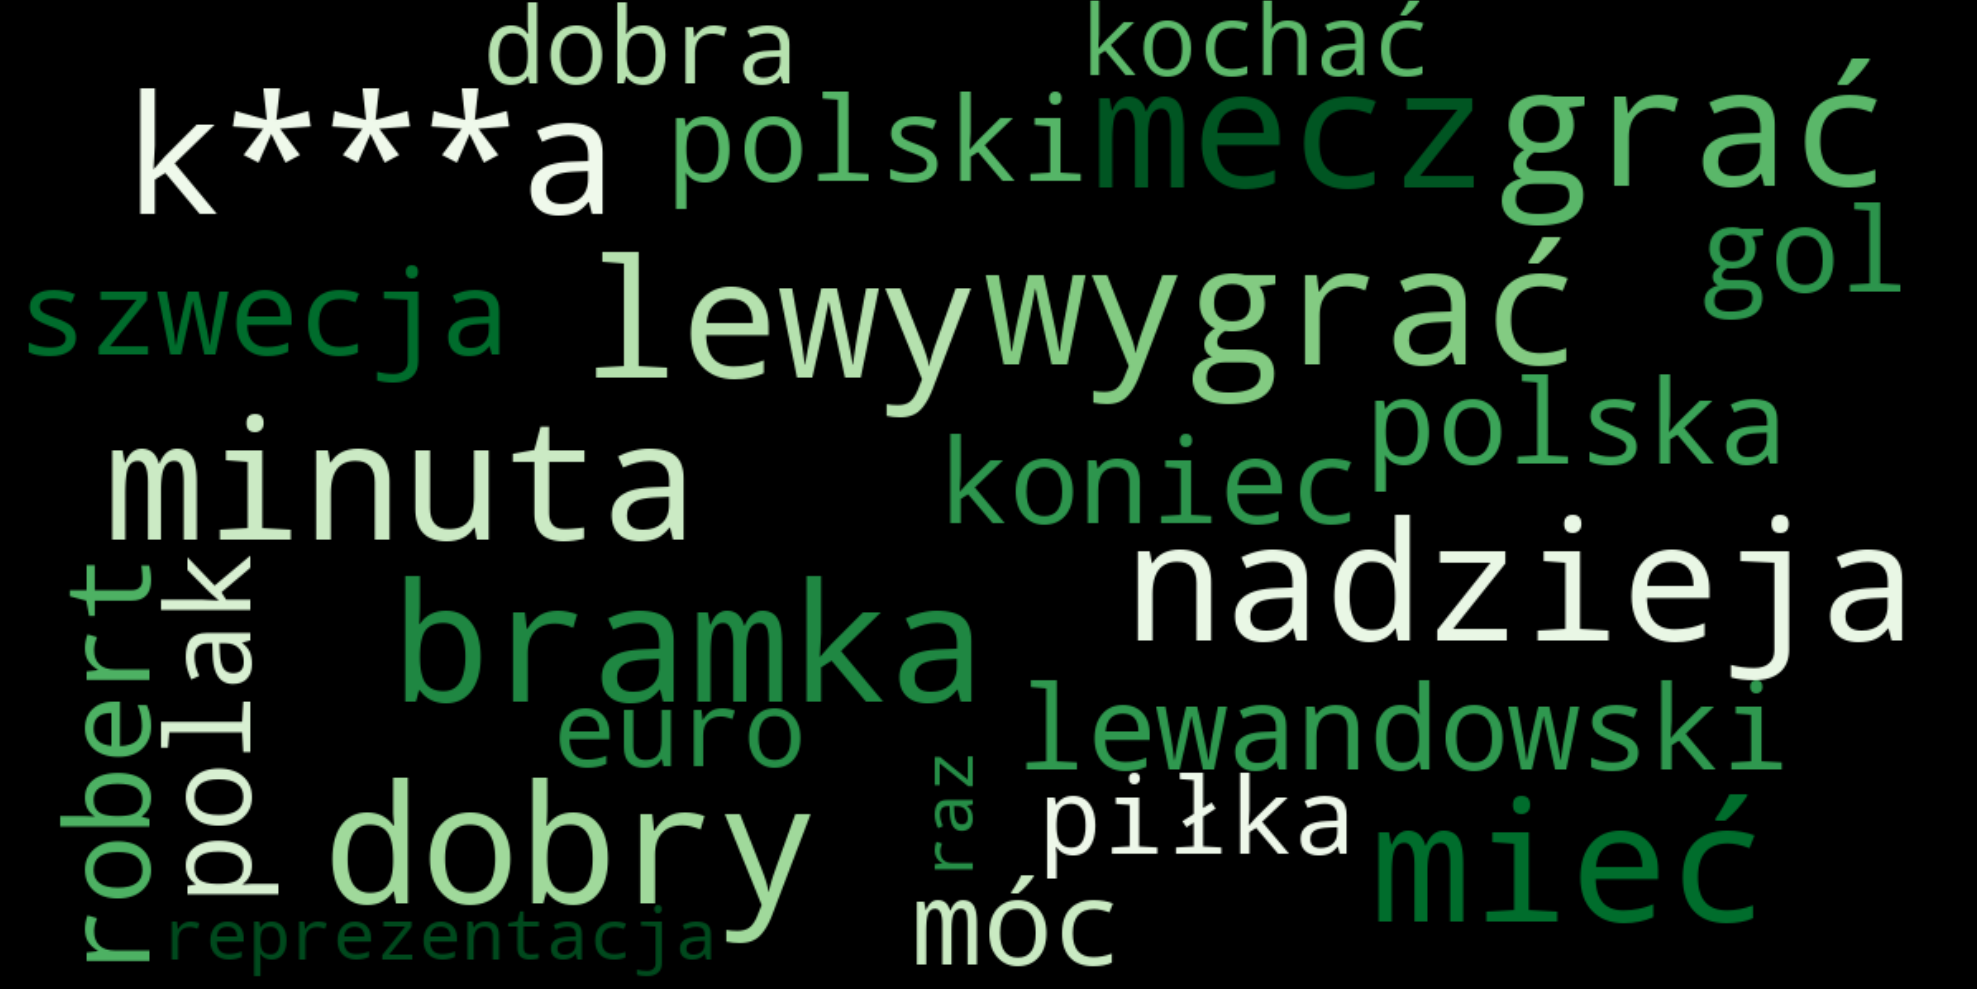 dobra
kochać
k***a
polski
mecz
grać
gol
szwecja
lewy
wygrać
polska
minuta
koniec
nadzieja
robert
polak
bramka
lewandowski
euro
raz
piłka
mieć
dobry
móc
reprezentacja